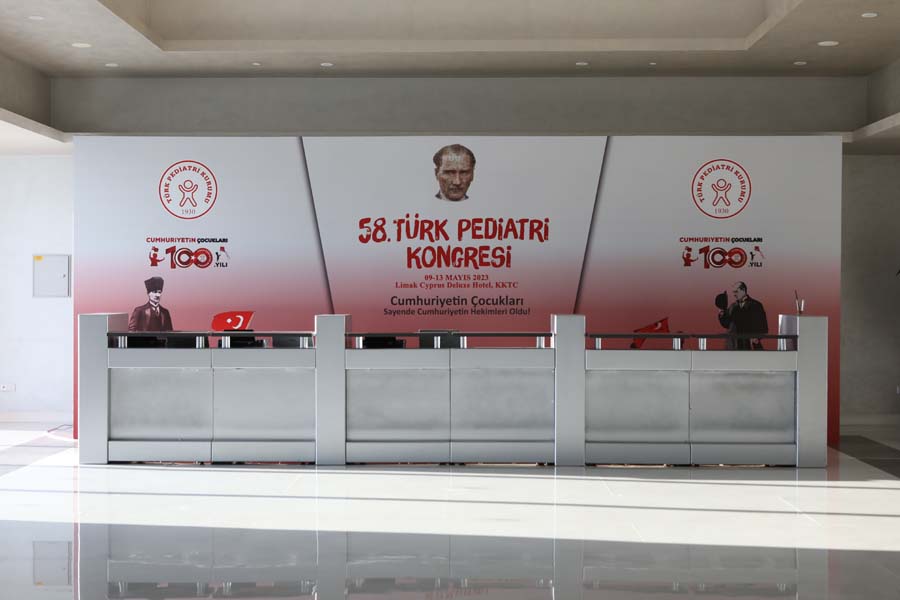 TÜRK PEDİATRİ KURUMU
1930
CUMHURİYETİN ÇOCUKLARI
100.YILI
58. TÜRK PEDİATRİ
KONGRESİ
09-13 MAYIS 2023
Limak Cyprus Deluxe Hotel, KKTC
Cumhuriyetin Çocukları
Sayende Cumhuriyetin Hekimleri Oldu!
TÜRK PEDİATRİ KURUMU
1930
CUMHURİYETİN ÇOCUKLARI
100.YILI